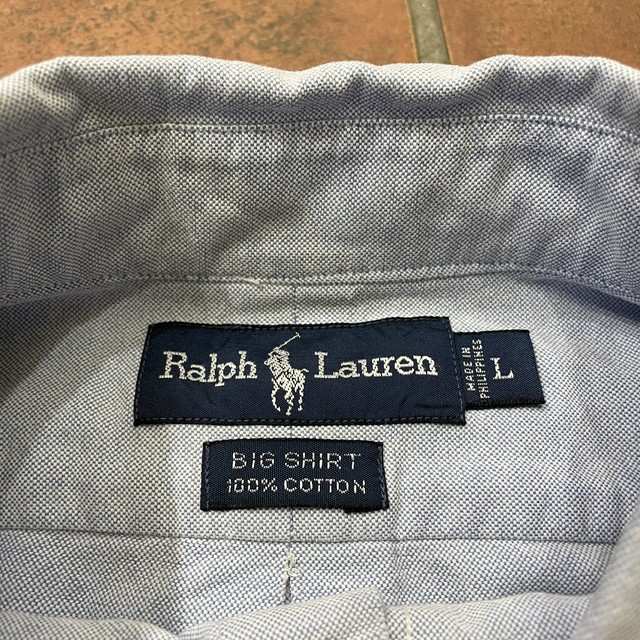 Ralph Lauren
MADE IN
PHILIPPINES
L
BIG SHIRT
100% COTTON